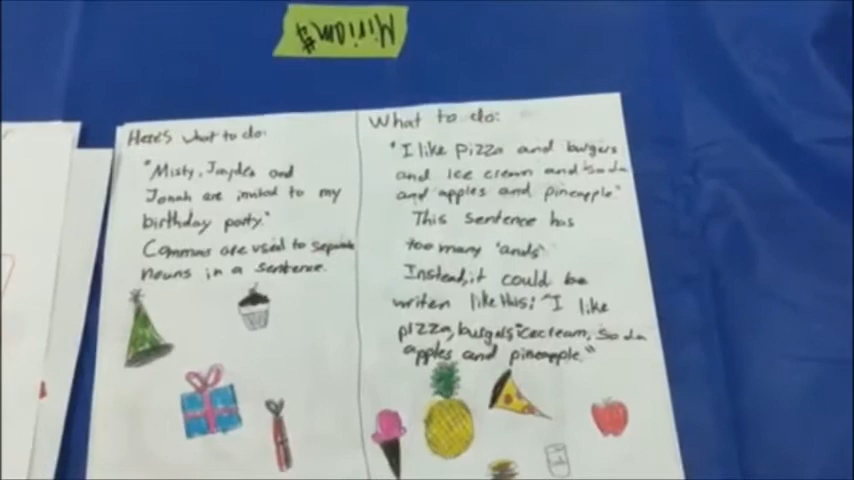 Miriam #
Here's what to do:
"Misty, Jayden and
Jonah are invited to my
birthday party."
Commas are used to separate
nouns in a sentence.
What to do:
"I like pizza and burgers
and ice cream and soda
and apples and pineapple."
This sentence has
too many "ands"
Instead, it could be
writen like this: "I like
pizza, burgers, icecream, soda
apples and pineapple."